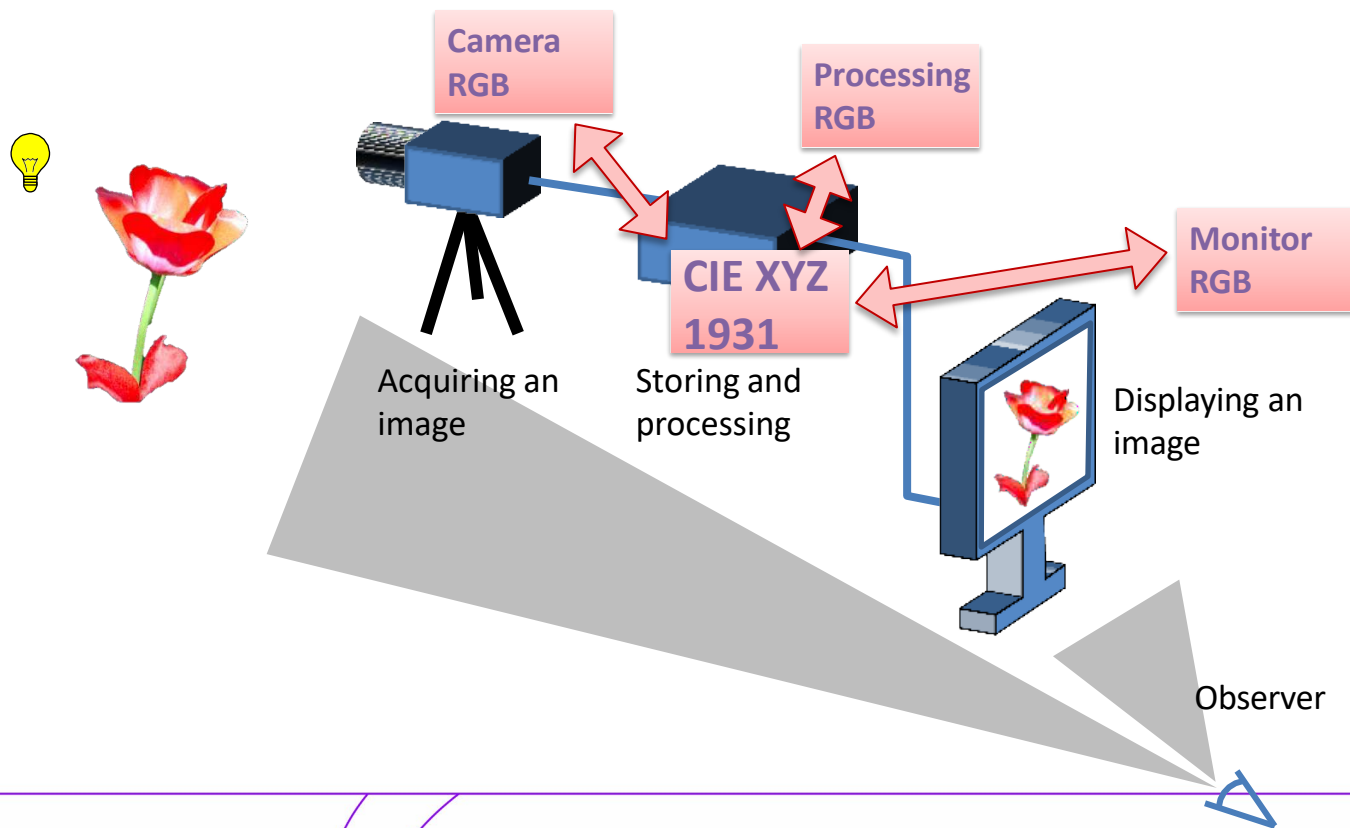 Camera
RGB
Processing
RGB
Monitor
RGB
CIE XYZ
1931
Acquiring an
image
Storing and
processing
Displaying an
image
Observer